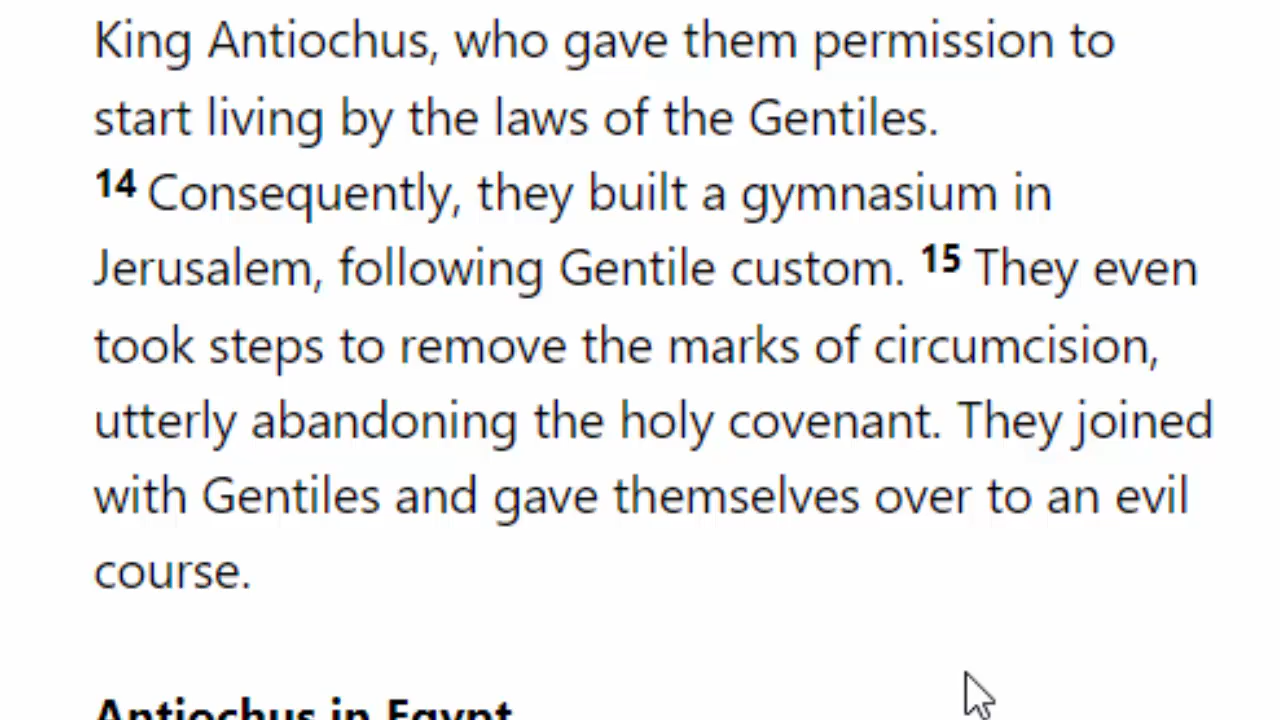 King Antiochus, who gave them permission to
start living by the laws of the Gentiles.
14 Consequently, they built a gymnasium in
Jerusalem, following Gentile custom. 15 They even
took steps to remove the marks of circumcision,
utterly abandoning the holy covenant. They joined
with Gentiles and gave themselves over to an evil
course.
Antiochus in Egypt